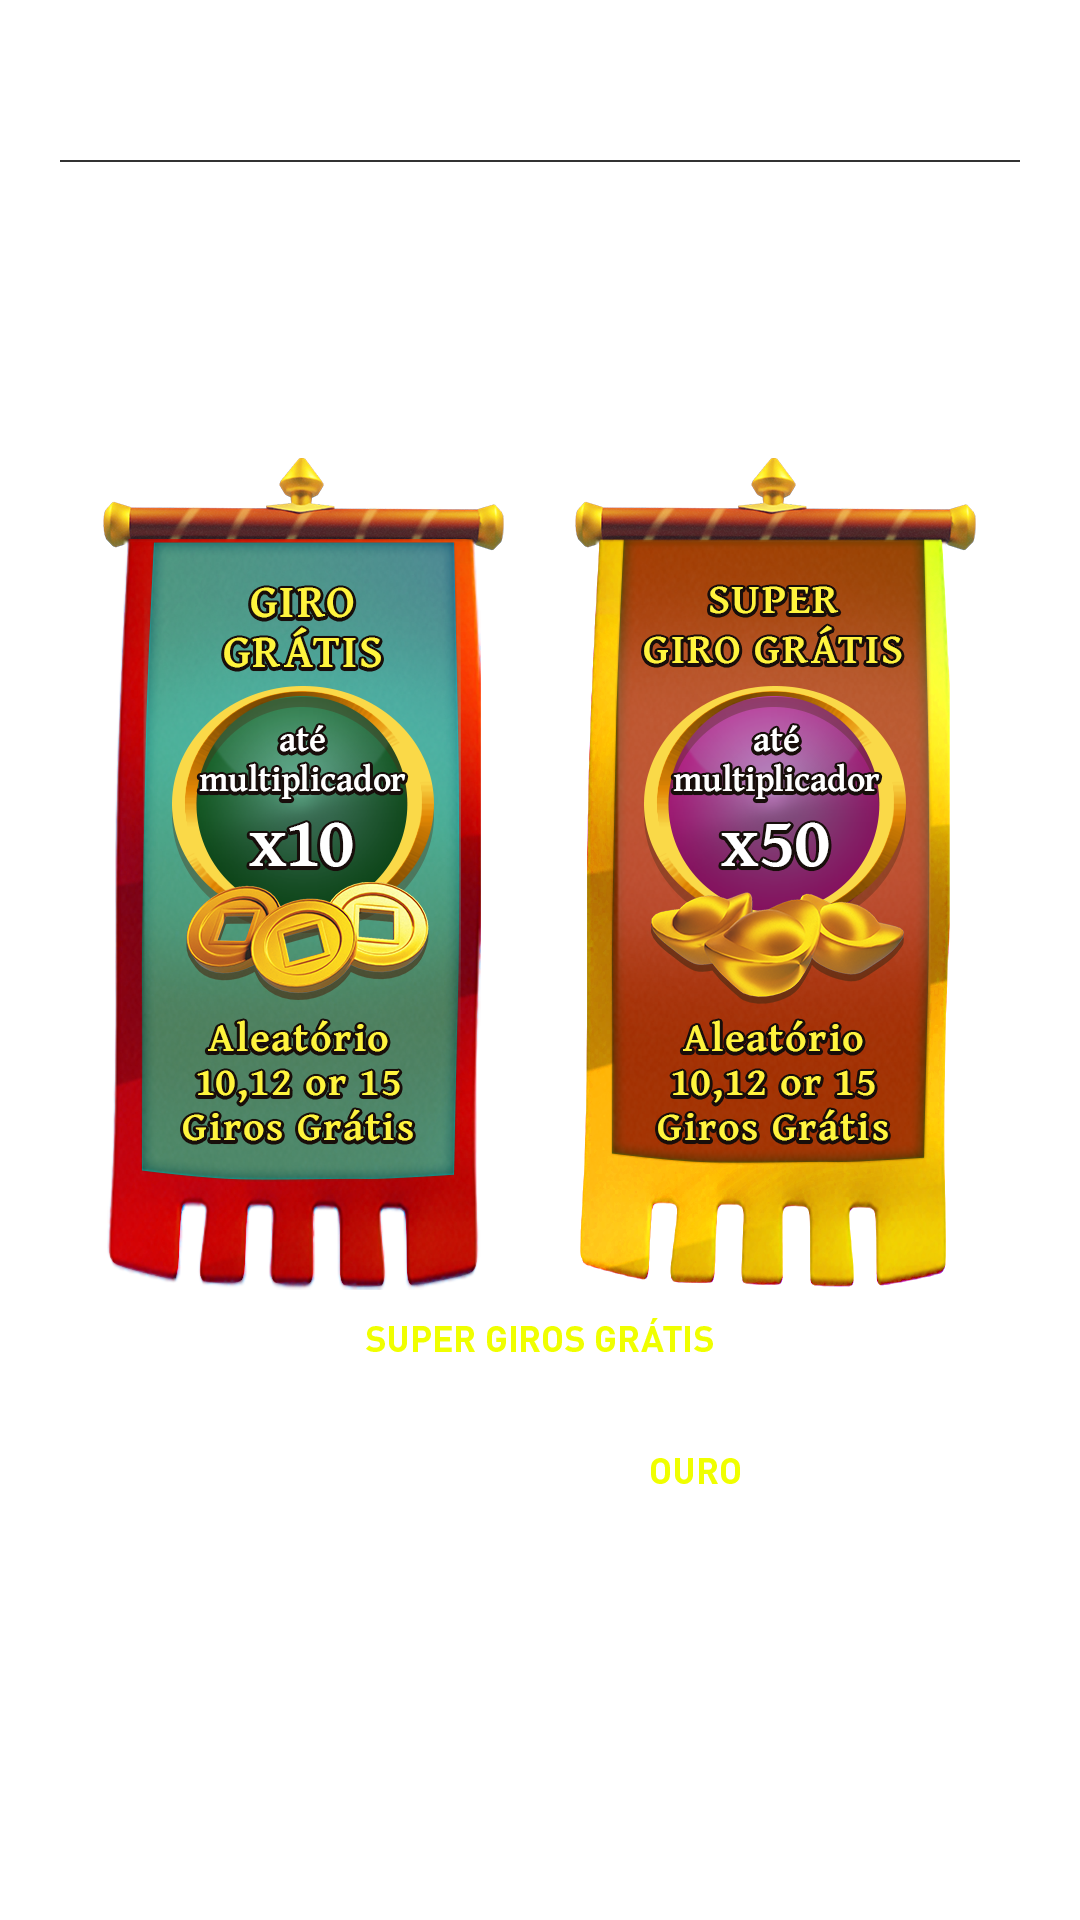 GIRO
GRÁTIS
até
multiplicador
x10
Aleatório
10,12 or 15
Giros Grátis
SUPER
GIRO GRÁTIS
até
multiplicador
x50
Aleatório
10,12 or 15
Giros Grátis
SUPER GIROS GRÁTIS
OURO